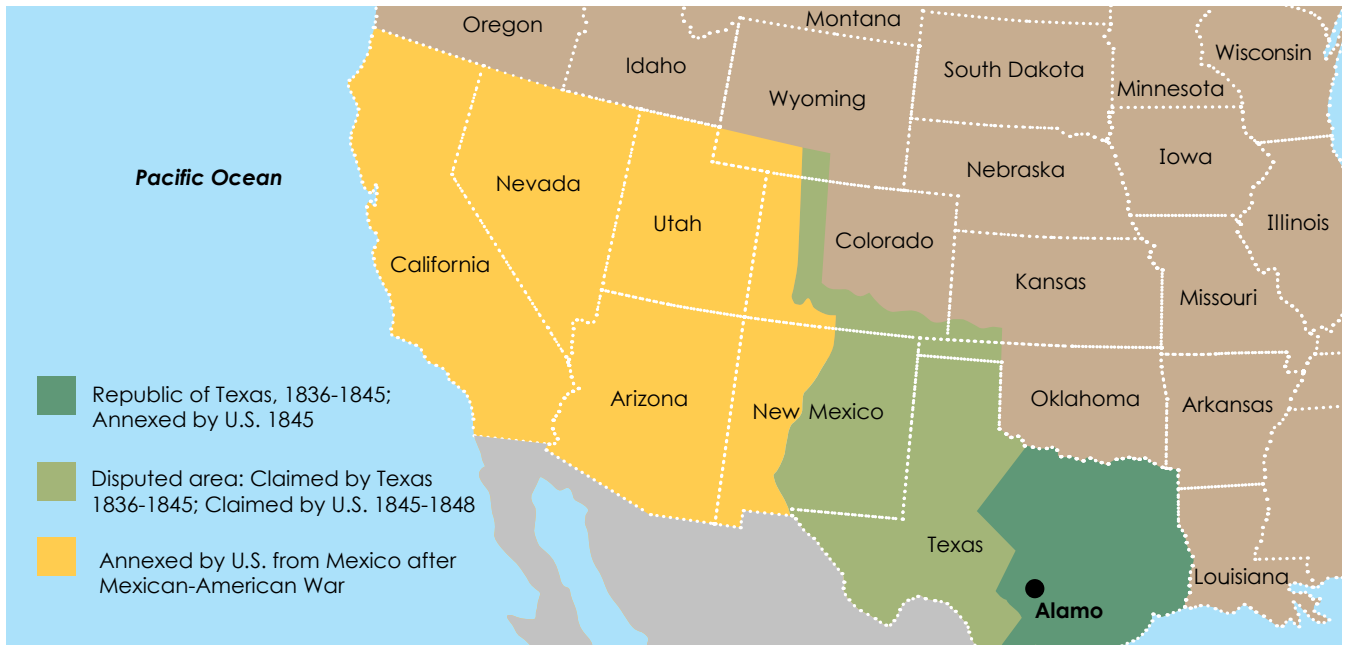 Montana
Oregon
Wisconsin
Idaho
South Dakota
Wyoming
Minnesota
Iowa
Nebraska
Pacific Ocean
Nevada
Utah
Illinois
Colorado
California
Kansas
Missouri
Arizona
New Mexico
Oklahoma
Arkansas
Republic of Texas, 1836-1845;
Annexed by U.S. 1845
Disputed area: Claimed by Texas
1836-1845; Claimed by U.S. 1845-1848
Texas
Annexed by U.S. from Mexico after
Mexican-American War
Louisiana
Alamo